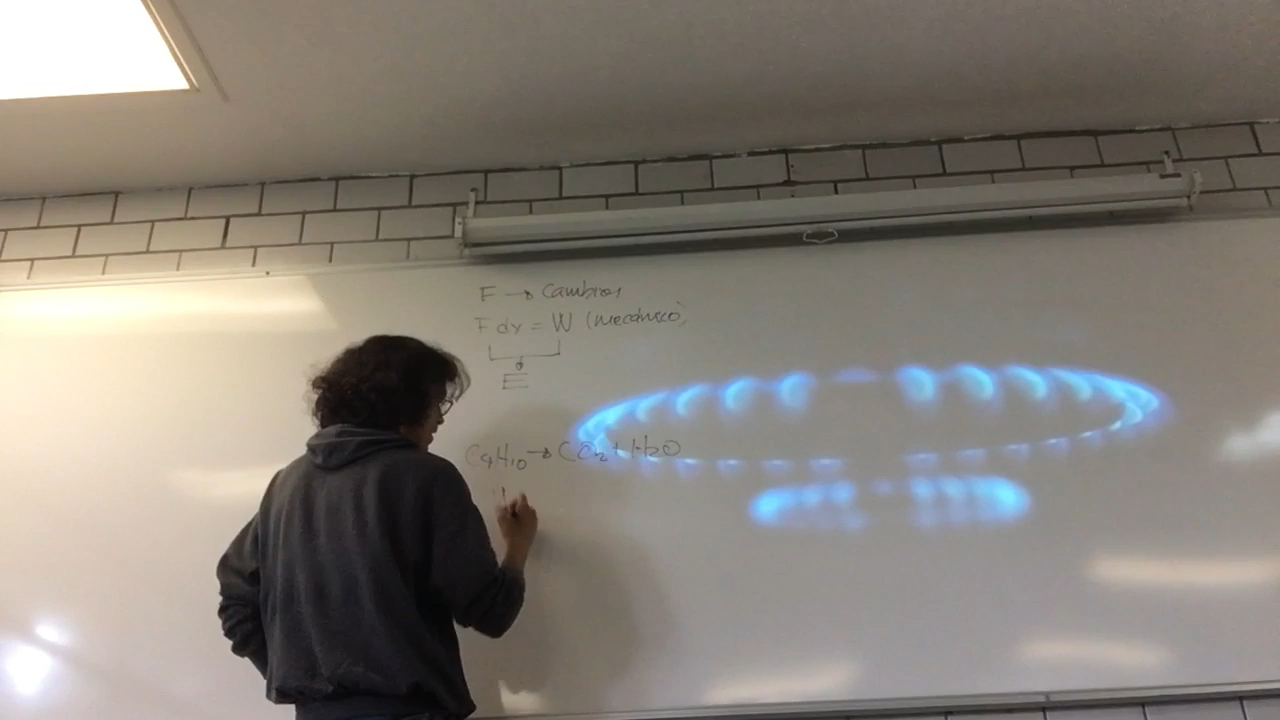 E → Cambios
F dx = W (mecánico)
E
C4H10 → CO2 + H2O